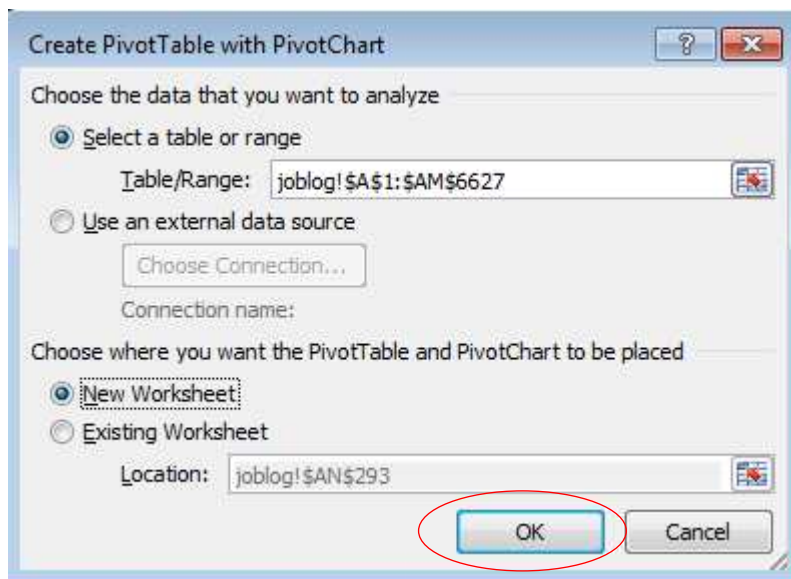 Create PivotTable with PivotChart
Choose the data that you want to analyze
Select a table or range
Table/Range: joblog!$A$1:$AM$6627
Use an external data source
Choose Connection...
Connection name:
Choose where you want the PivotTable and PivotChart to be placed
New Worksheet
Existing Worksheet
Location: joblog!$AN$293
OK Cancel